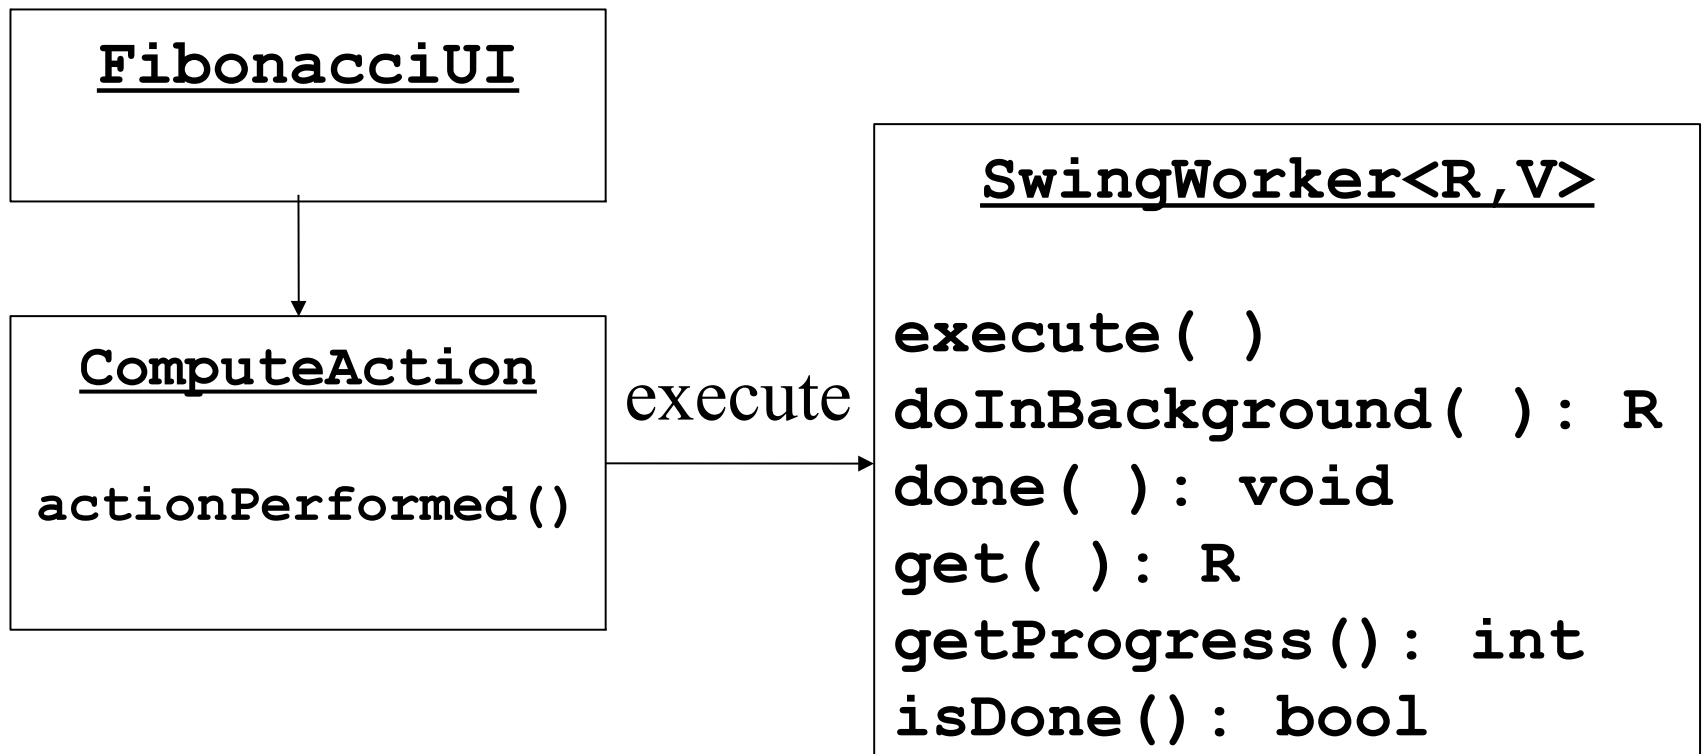 FibonacciUI
ComputeAction
actionPerformed()
execute
SwingWorker<R,V>
execute( )
doInBackground( ): R
done( ): void
get( ): R
getProgress(): int
isDone(): bool